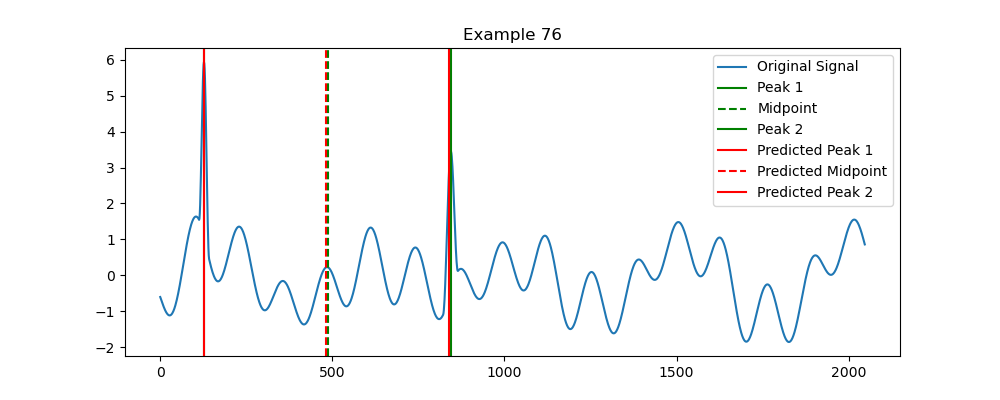 Example 76
6
5
4
3
2
1
0
−1
−2
0
500
1000
1500
2000
Original Signal
Peak 1
Midpoint
Peak 2
Predicted Peak 1
Predicted Midpoint
Predicted Peak 2